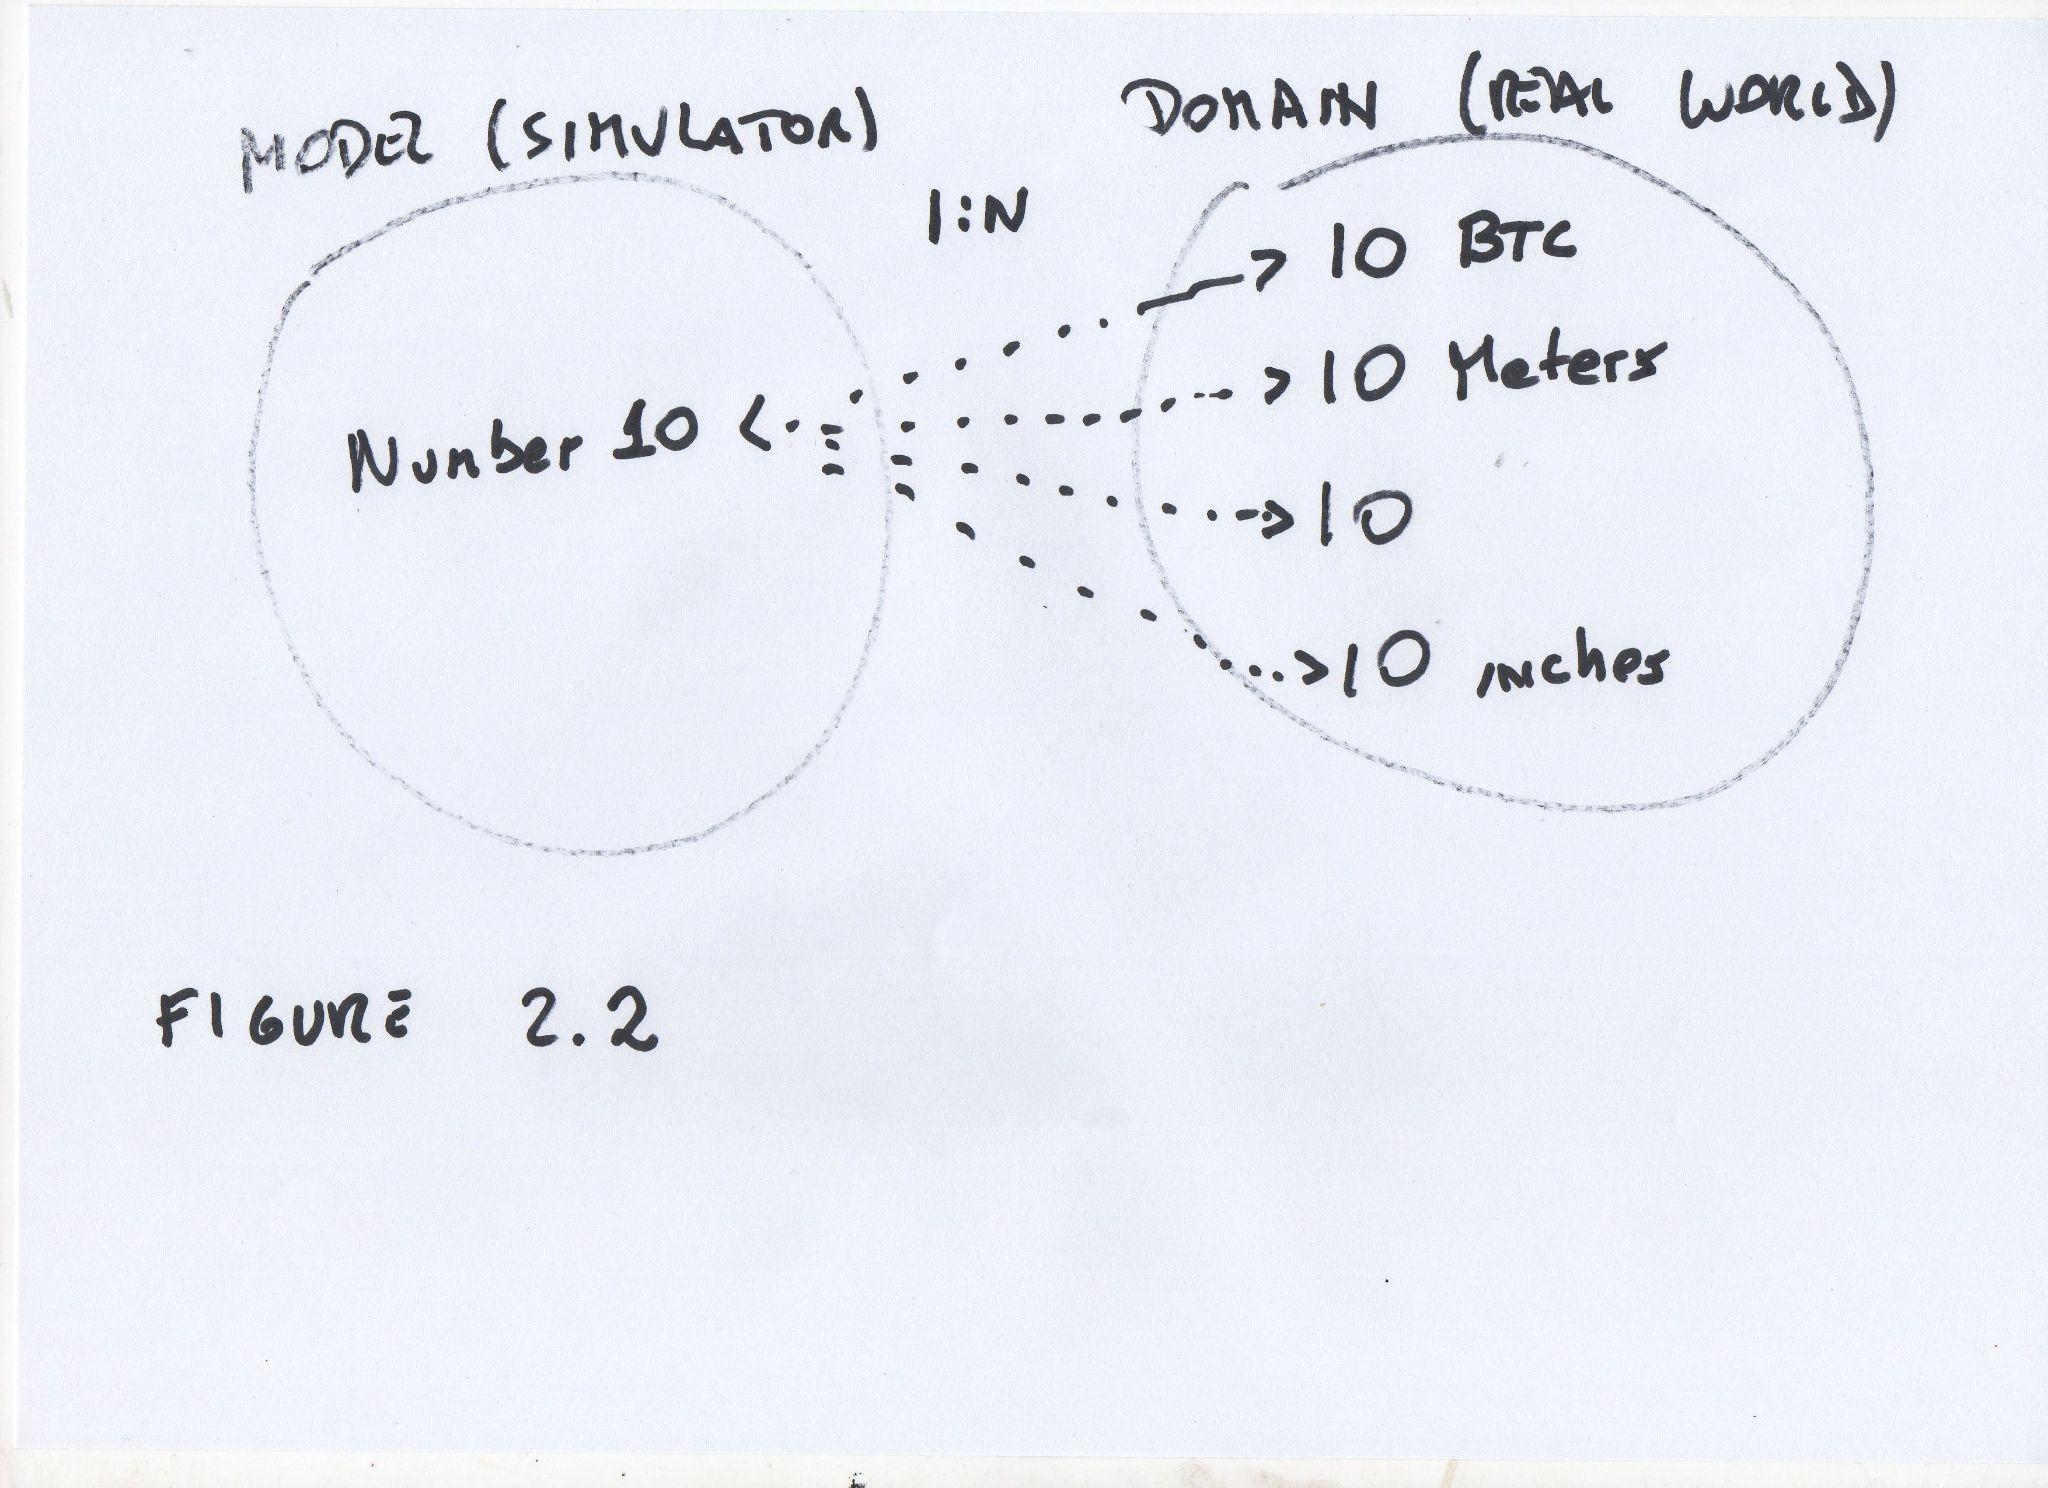 MODEL (SIMULATOR)
DOMAIN (REAL WORLD)
1:N
10 BTC
10 Meters
Number 10
10
10 inches
FIGURE 2.2